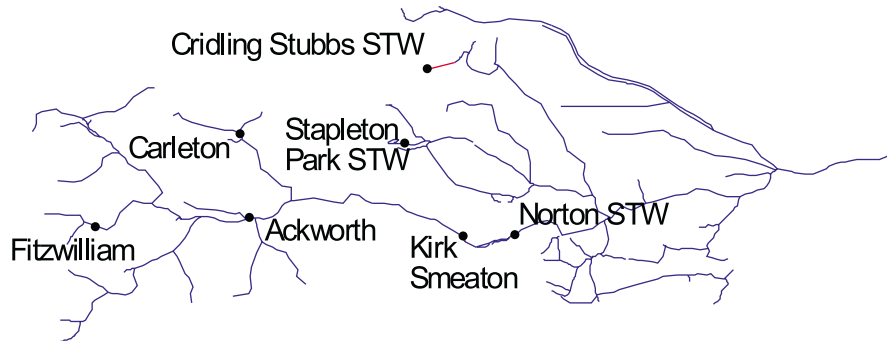 Cridling Stubbs STW
Carleton
Stapleton
Park STW
Fitzwilliam
Ackworth
Kirk
Smeaton
Norton STW